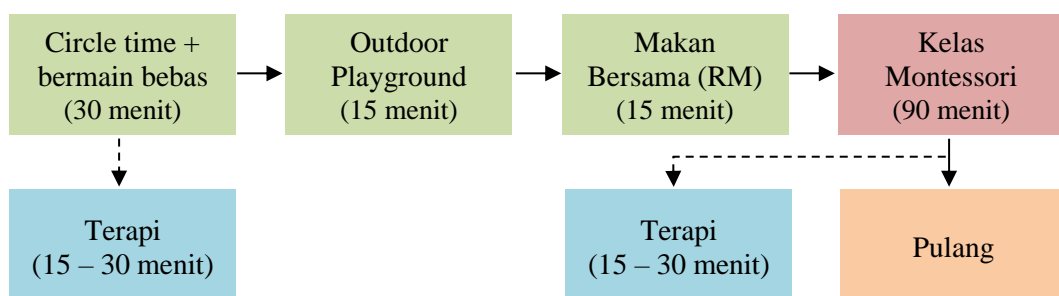 Circle time +
bermain bebas
(30 menit)
Outdoor
Playground
(15 menit)
Makan
Bersama (RM)
(15 menit)
Kelas
Montessori
(90 menit)
Terapi
(15 – 30 menit)
Terapi
(15 – 30 menit)
Pulang